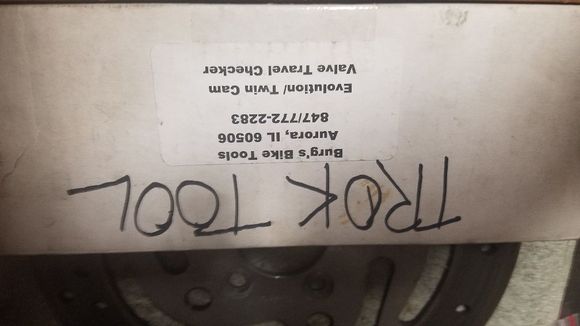 TROK TOOL
Burg's Bike Tools
Aurora, IL 60506
847/772-2283
Evolution/ Twin Cam
Valve Travel Checker